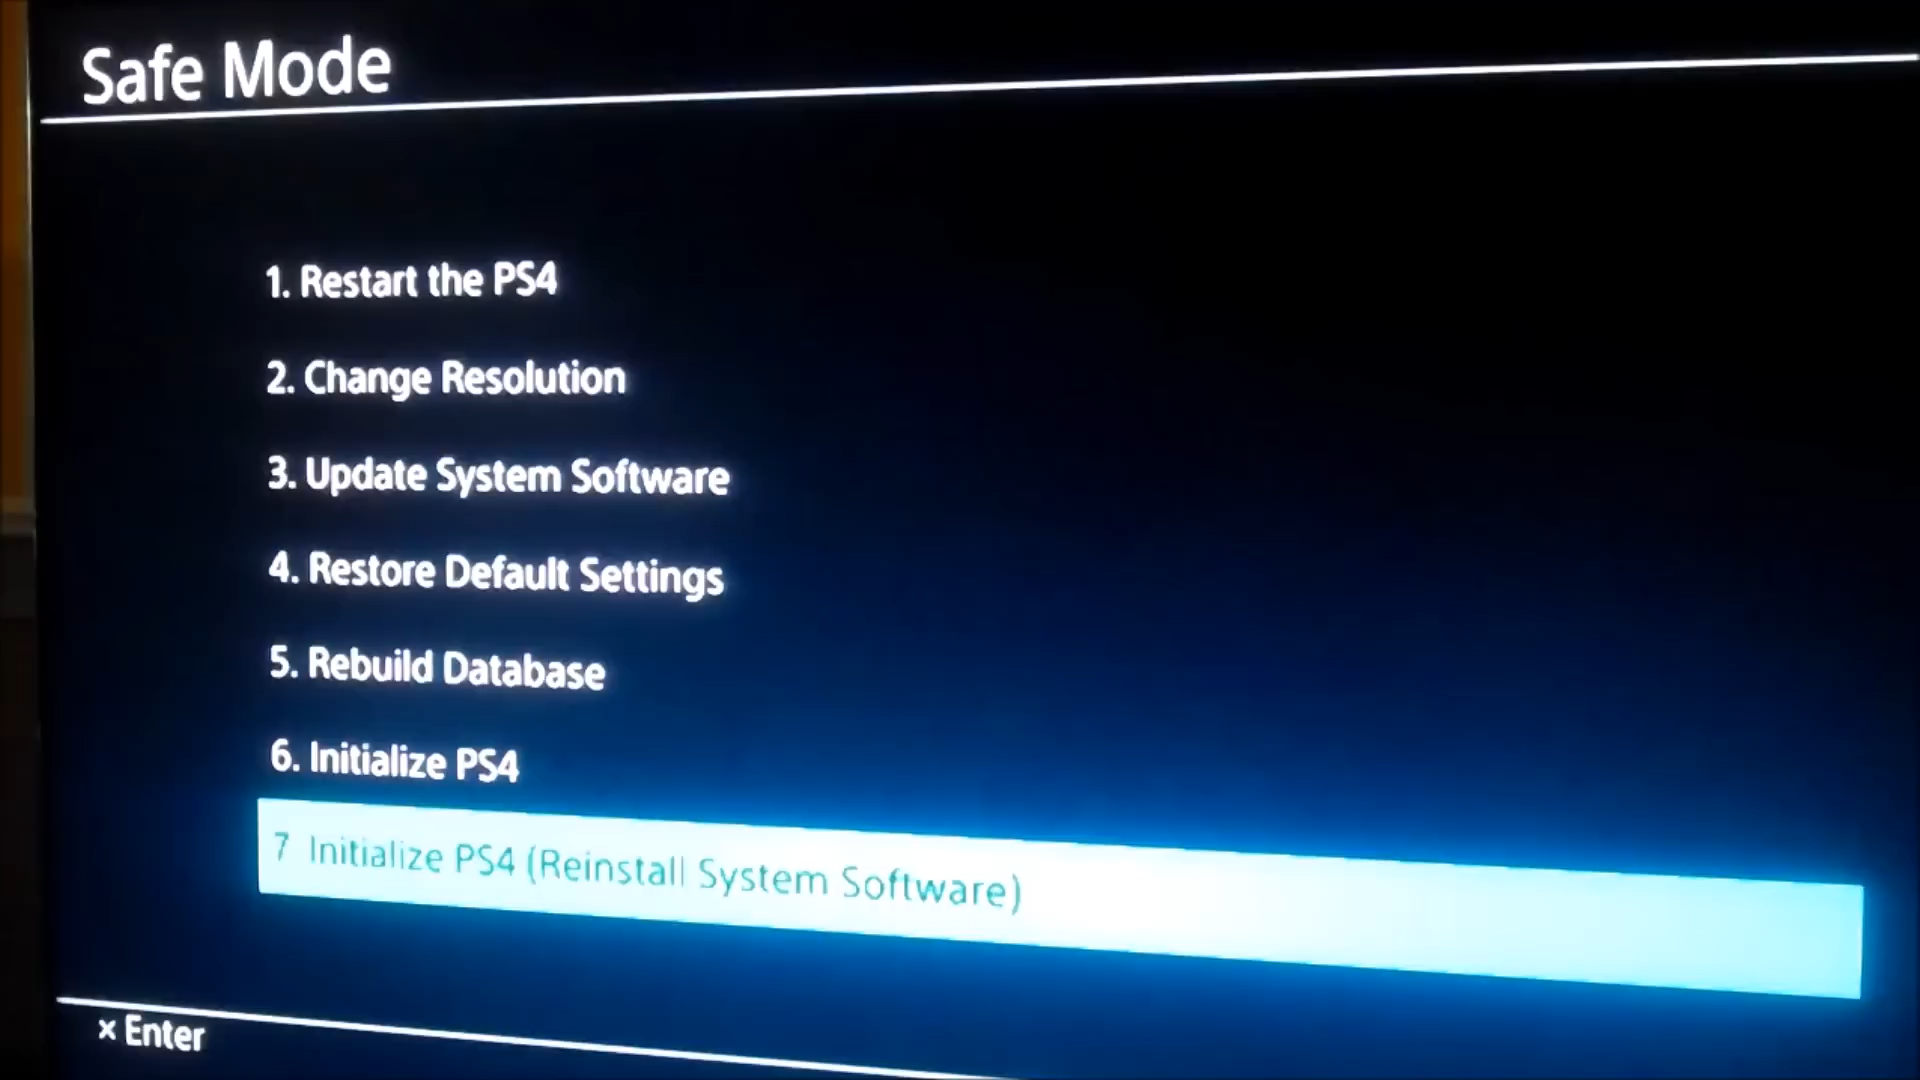 Safe Mode
1. Restart the PS4
2. Change Resolution
3. Update System Software
4. Restore Default Settings
5. Rebuild Database
6. Initialize PS4
7 Initialize PS4 (Reinstall System Software)
× Enter